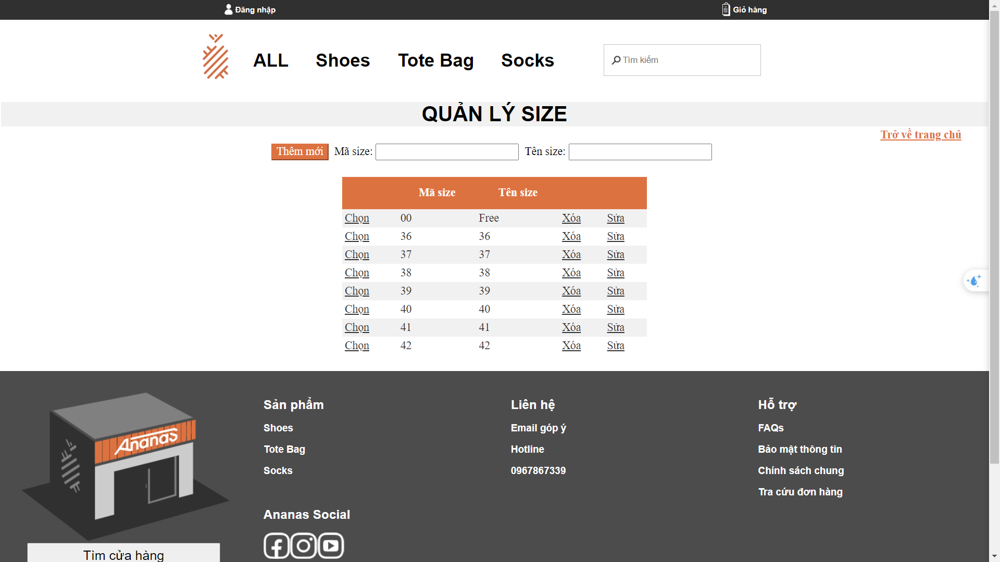 Đăng nhập
Giỏ hàng
ALL Shoes Tote Bag Socks
Tìm kiếm
QUẢN LÝ SIZE
Trở về trang chủ
Thêm mới Mã size: Tên size:
Mã size Tên size
Chọn 00 Free Xóa Sửa
Chọn 36 36 Xóa Sửa
Chọn 37 37 Xóa Sửa
Chọn 38 38 Xóa Sửa
Chọn 39 39 Xóa Sửa
Chọn 40 40 Xóa Sửa
Chọn 41 41 Xóa Sửa
Chọn 42 42 Xóa Sửa
Ananas
Tìm cửa hàng
Sản phẩm
Shoes
Tote Bag
Socks
Ananas Social
Liên hệ
Email góp ý
Hotline
0967867339
Hỗ trợ
FAQs
Bảo mật thông tin
Chính sách chung
Tra cứu đơn hàng